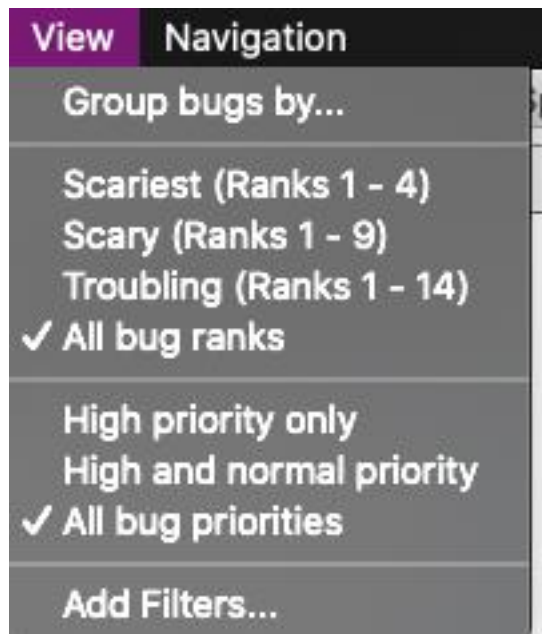 View Navigation
Group bugs by...
Scariest (Ranks 1 - 4)
Scary (Ranks 1 - 9)
Troubling (Ranks 1 - 14)
✓ All bug ranks
High priority only
High and normal priority
✓ All bug priorities
Add Filters...